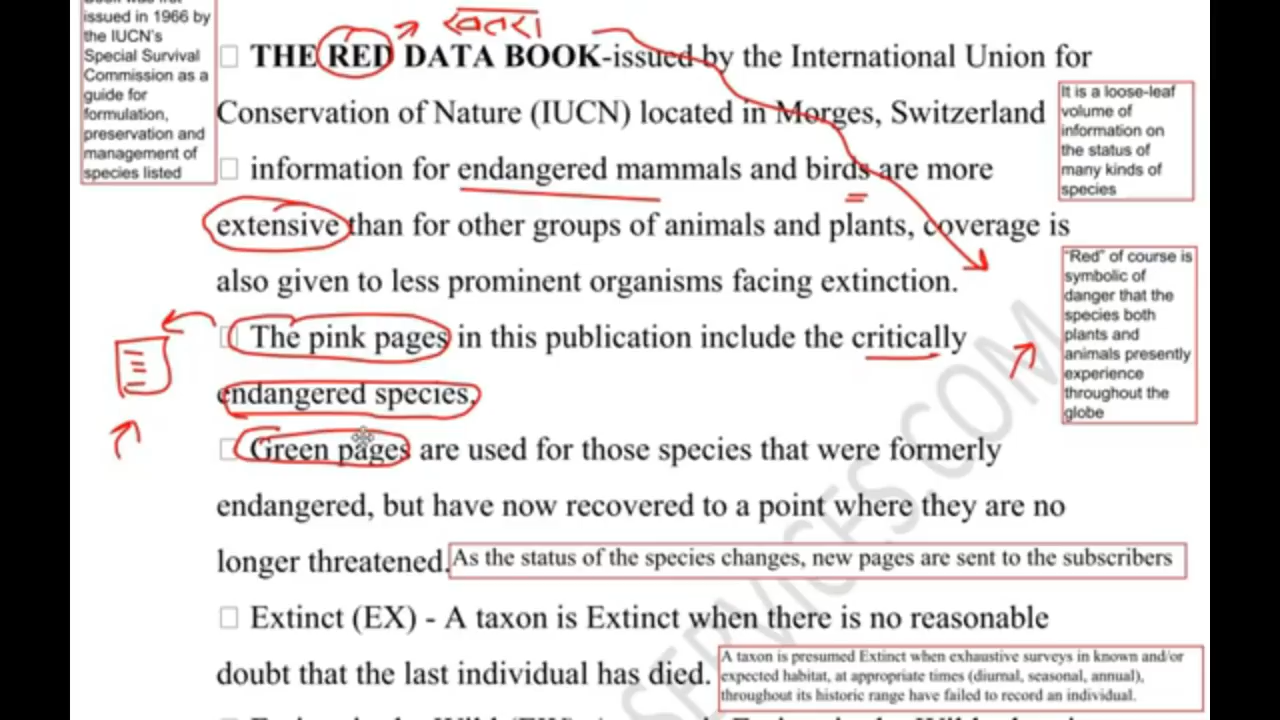 issued in 1966 by
the IUCN's
Special Survival
Commission as a
guide for
formulation,
preservation and
management of
species listed
THE RED DATA BOOK-issued by the International Union for
Conservation of Nature (IUCN) located in Morges, Switzerland
It is a loose-leaf
volume of
information on
the status of
many kinds of
species
information for endangered mammals and birds are more
extensive than for other groups of animals and plants, coverage is
also given to less prominent organisms facing extinction.
"Red" of course is
symbolic of
danger that the
species both
plants and
animals presently
experience
throughout the
globe
The pink pages in this publication include the critically
endangered species.
Green pages are used for those species that were formerly
endangered, but have now recovered to a point where they are no
longer threatened.
As the status of the species changes, new pages are sent to the subscribers
Extinct (EX) - A taxon is Extinct when there is no reasonable
doubt that the last individual has died.
A taxon is presumed Extinct when exhaustive surveys in known and/or
expected habitat, at appropriate times (diurnal, seasonal, annual),
throughout its historic range have failed to record an individual.
SERVICES.COM